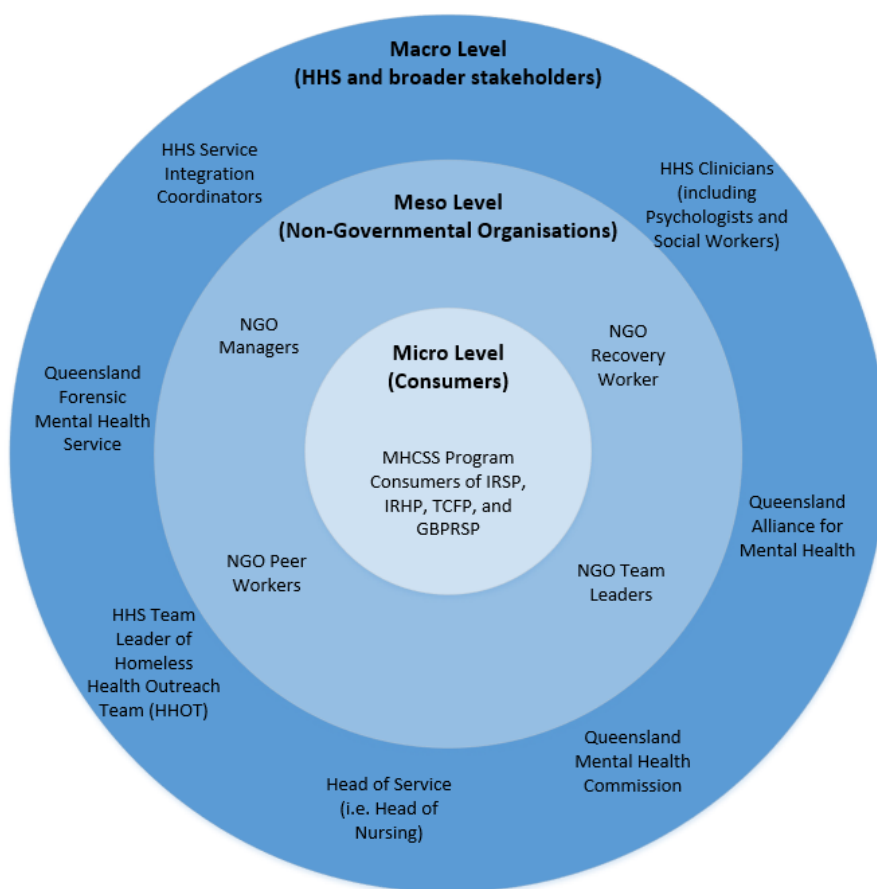 Macro Level
(HHS and broader stakeholders)
HHS Service
Integration
Coordinators
HHS Clinicians
(including
Psychologists and
Social Workers)
Meso Level
(Non-Governmental Organisations)
NGO
Managers
NGO
Recovery
Worker
Micro Level
(Consumers)
Queensland
Forensic
Mental Health
Service
MHCSS Program
Consumers of IRSP,
IRHP, TCFP, and
GBPRSP
Queensland
Alliance for
Mental Health
NGO Peer
Workers
NGO Team
Leaders
HHS Team
Leader of
Homeless
Health Outreach
Team (HHOT)
Queensland
Mental Health
Commission
Head of Service
(i.e. Head of
Nursing)